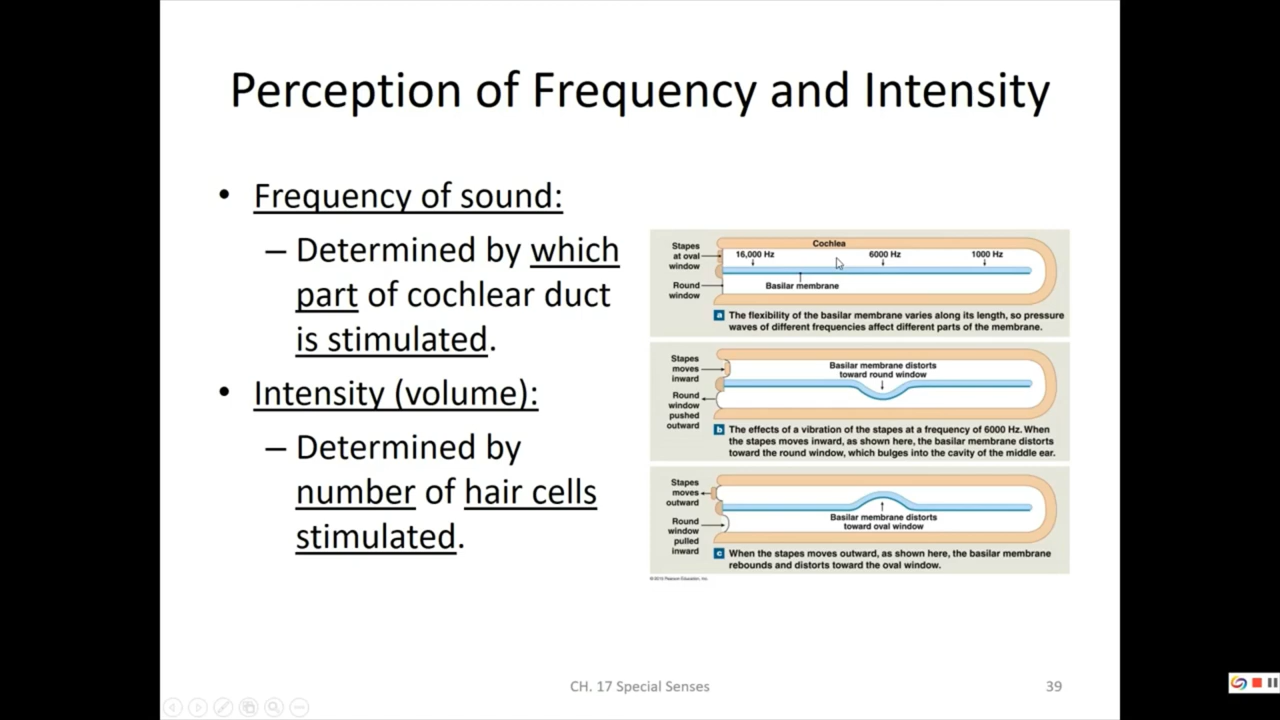 Perception of Frequency and Intensity
• Frequency of sound:
– Determined by which
part of cochlear duct
is stimulated.
• Intensity (volume):
– Determined by
number of hair cells
stimulated.
Stapes
at oval
window
Round
window
Cochlea
16,000 Hz
6000 Hz
1000 Hz
Basilar membrane
a The flexibility of the basilar membrane varies along its length, so pressure
waves of different frequencies affect different parts of the membrane.
Stapes
moves
inward
Round
window
pushed
outward
Basilar membrane distorts
toward round window
b The effects of a vibration of the stapes at a frequency of 6000 Hz. When
the stapes moves inward, as shown here, the basilar membrane distorts
toward the round window, which bulges into the cavity of the middle ear.
Stapes
moves
outward
Round
window
pulled
inward
Basilar membrane distorts
toward oval window
c When the stapes moves outward, as shown here, the basilar membrane
rebounds and distorts toward the oval window.
Pearson Education, Inc.
CH. 17 Special Senses
39